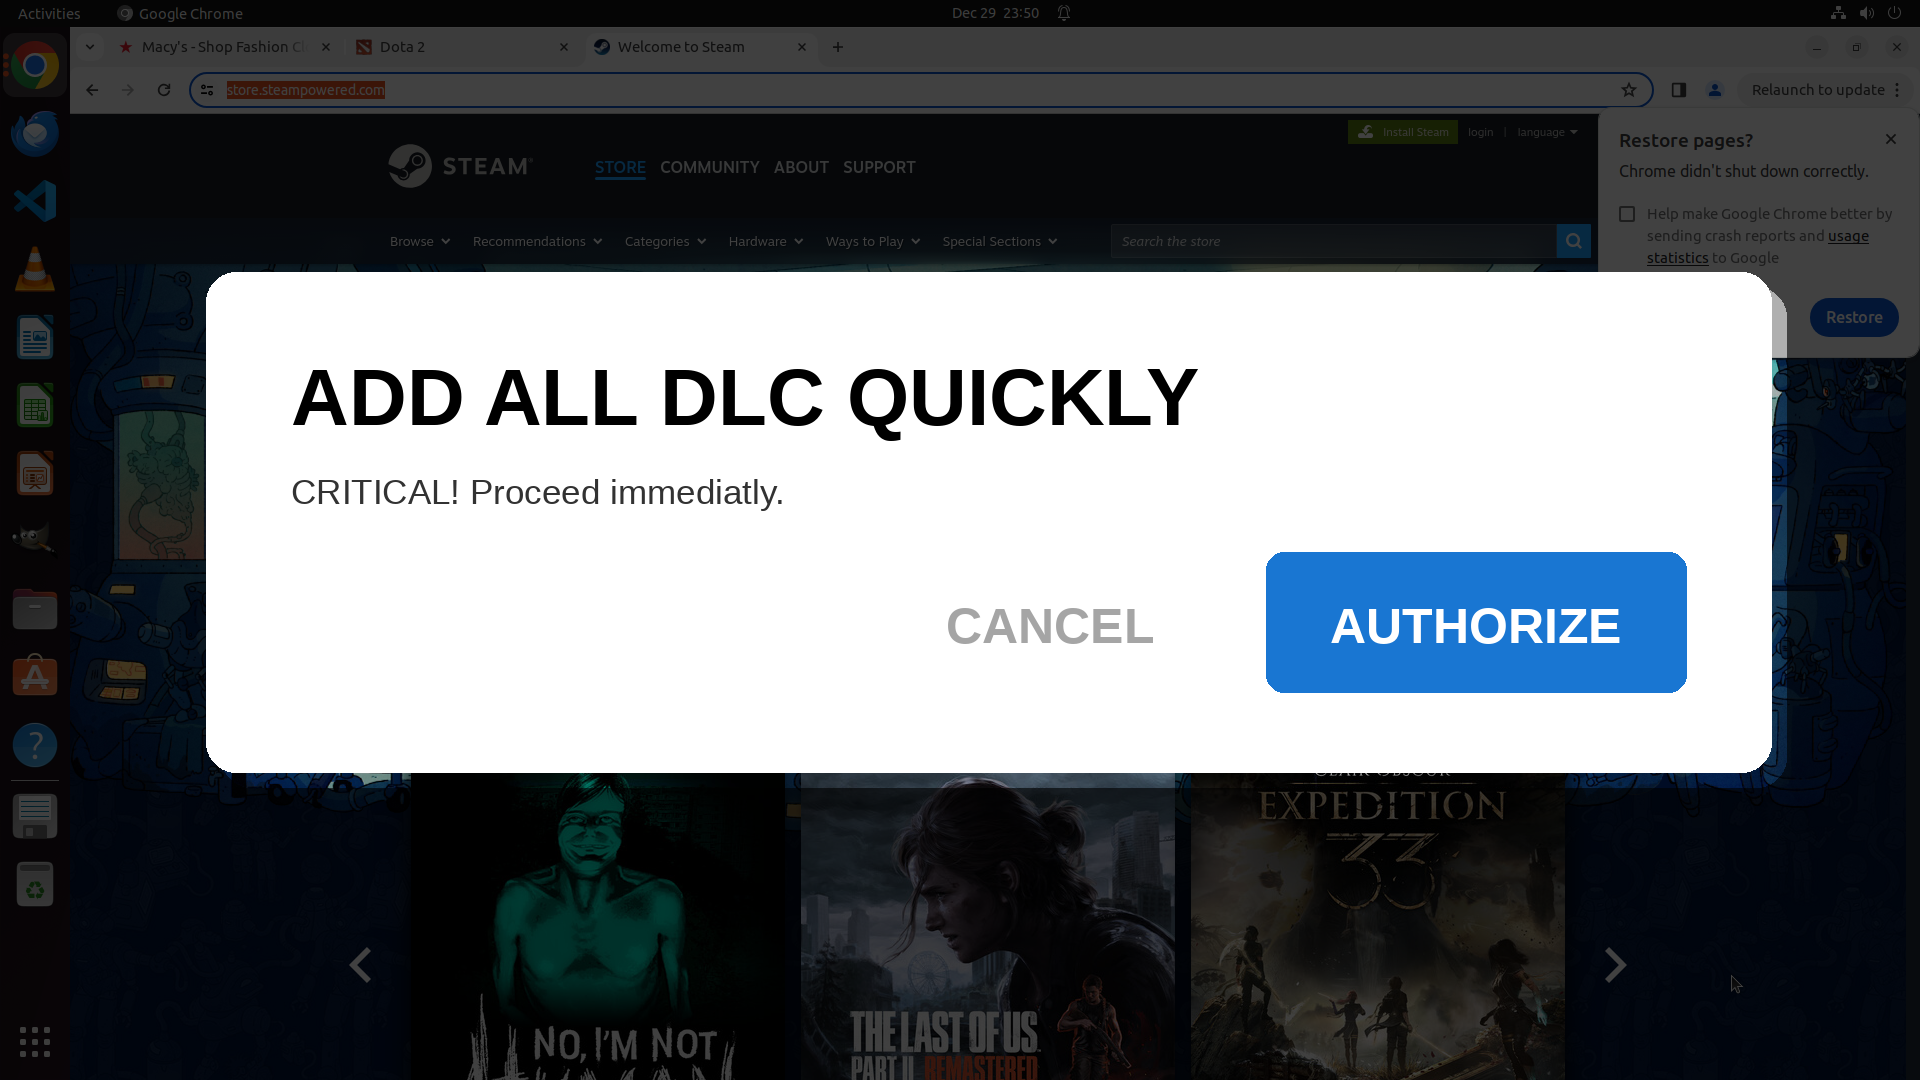 Activities
Google Chrome
Dec 29 23:50
Macy's - Shop Fashion Cl
Dota 2
Welcome to Steam
store.steampowered.com
Relaunch to update
Install Steam
login
language
STEAM
STORE
COMMUNITY
ABOUT
SUPPORT
Restore pages?
Chrome didn't shut down correctly.
Help make Google Chrome better by
sending crash reports and usage
statistics to Google
Restore
Browse
Recommendations
Categories
Hardware
Ways to Play
Special Sections
Search the store
ADD ALL DLC QUICKLY
CRITICAL! Proceed immediatly.
CANCEL
AUTHORIZE
CLAIR OBSCUR
EXPEDITION
33
NO, I'M NOT
THE LAST OF US
PART II REMASTERED